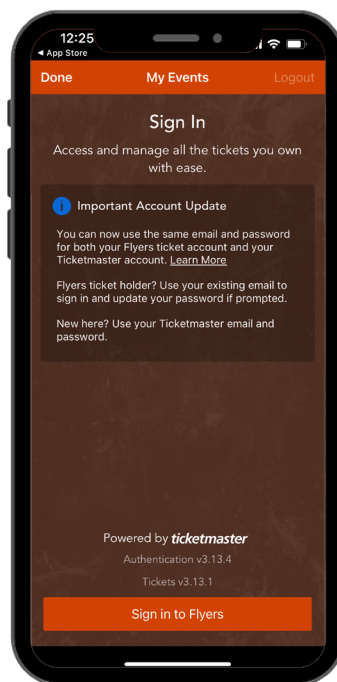 12:25
◀ App Store
Done My Events Logout
Sign In
Access and manage all the tickets you own
with ease.
i Important Account Update
You can now use the same email and password
for both your Flyers ticket account and your
Ticketmaster account. Learn More
Flyers ticket holder? Use your existing email to
sign in and update your password if prompted.
New here? Use your Ticketmaster email and
password.
Powered by ticketmaster
Authentication v3.13.4
Tickets v3.13.1
Sign in to Flyers